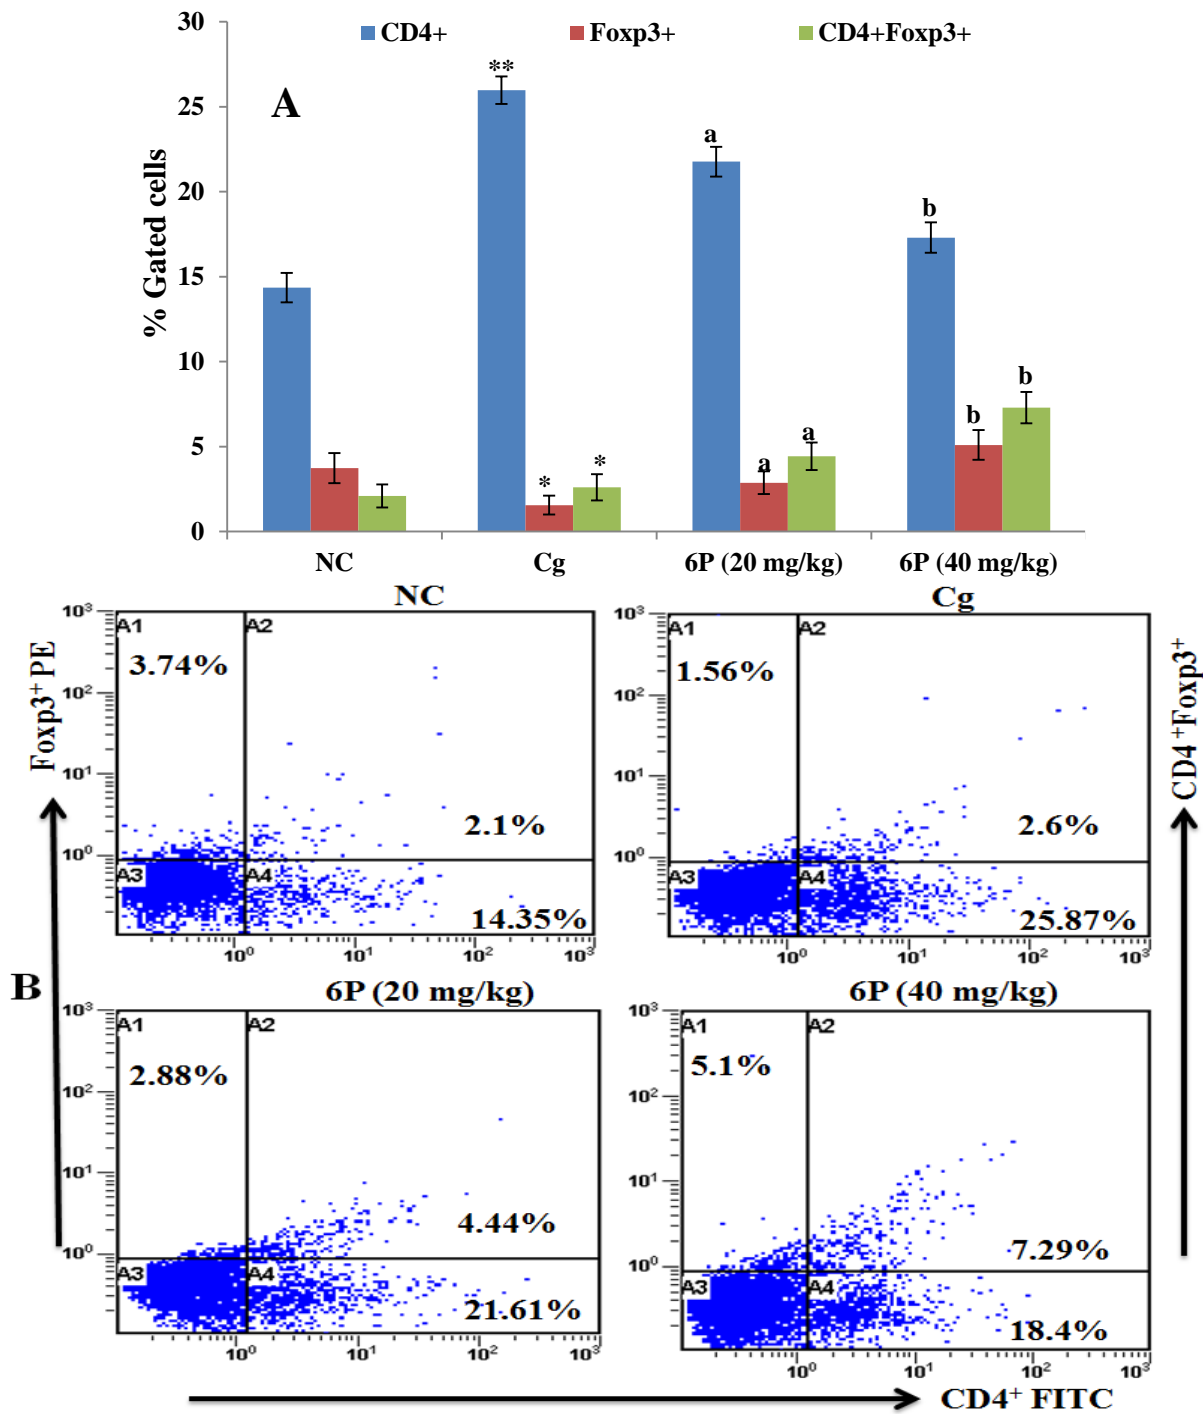 30
CD4+ Foxp3+ CD4+Foxp3+
**
25
A
a
20
b
15
% Gated cells
10
b
b
5
a
a
*
*
0
NC Cg 6P (20 mg/kg) 6P (40 mg/kg)
B
Foxp3+ PE
CD4+Foxp3+
NC
10³
A1 A2
3.74%
10²
10¹
2.1%
10⁰
A3 A4
14.35%
10⁰ 10¹ 10² 10³
Cg
10³
A1 A2
1.56%
10²
10¹
2.6%
10⁰
A3 A4
25.87%
10⁰ 10¹ 10² 10³
6P (20 mg/kg)
10³
A1 A2
2.88%
10²
10¹
4.44%
10⁰
A3 A4
21.61%
10⁰ 10¹ 10² 10³
6P (40 mg/kg)
10³
A1 A2
5.1%
10²
10¹
7.29%
10⁰
A3 A4
18.4%
10⁰ 10¹ 10² 10³
CD4⁺ FITC